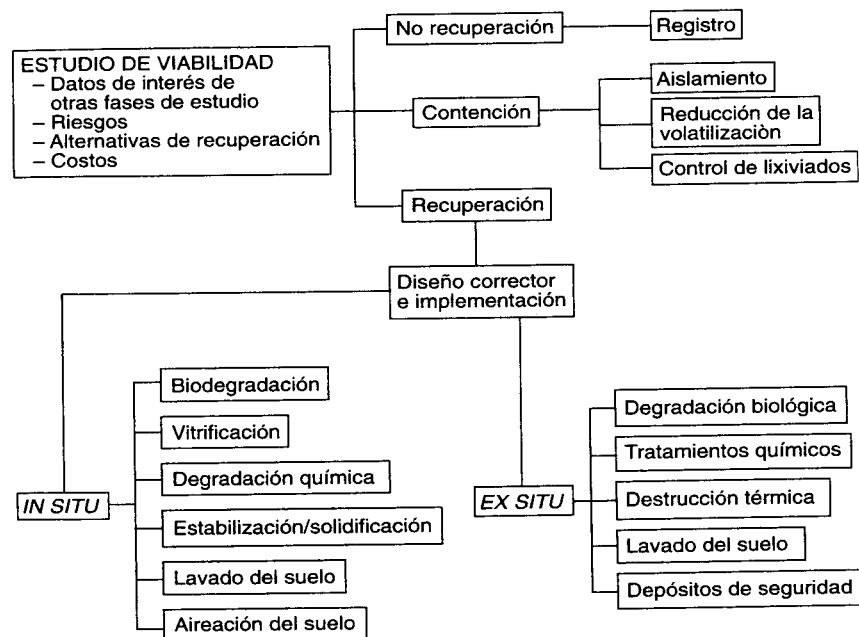 ESTUDIO DE VIABILIDAD
– Datos de interés de
otras fases de estudio
– Riesgos
– Alternativas de recuperación
– Costos
No recuperación
Registro
Contención
Aislamiento
Reducción de la
volatilizaciòn
Control de lixiviados
Recuperación
Diseño corrector
e implementación
IN SITU
Biodegradación
Vitrificación
Degradación química
Estabilización/solidificación
Lavado del suelo
Aireación del suelo
EX SITU
Degradación biológica
Tratamientos químicos
Destrucción térmica
Lavado del suelo
Depósitos de seguridad